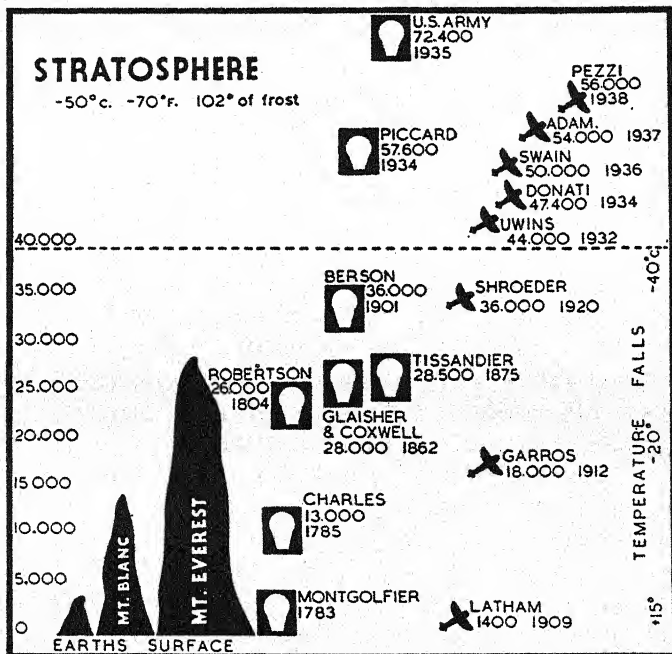 STRATOSPHERE
-50°c. -70°F. 102° of frost
U.S. ARMY
72.400
1935
PICCARD
57.600
1934
PEZZI
56.000
1938
ADAM.
54.000 1937
SWAIN
50.000 1936
DONATI
47.400 1934
UWINS
44.000 1932
40.000
35.000
30.000
25.000
20.000
15.000
10.000
5.000
0
BERSON
36.000
1901
SHROEDER
36.000 1920
ROBERTSON
26.000
1804
TISSANDIER
28.500 1875
GLAISHER
& COXWELL
28.000 1862
GARROS
18.000 1912
CHARLES
13.000
1785
MONTGOLFIER
1783
LATHAM
1400 1909
MT. BLANC
MT. EVEREST
EARTHS SURFACE
-40°c.
TEMPERATURE FALLS
-20°
+15°